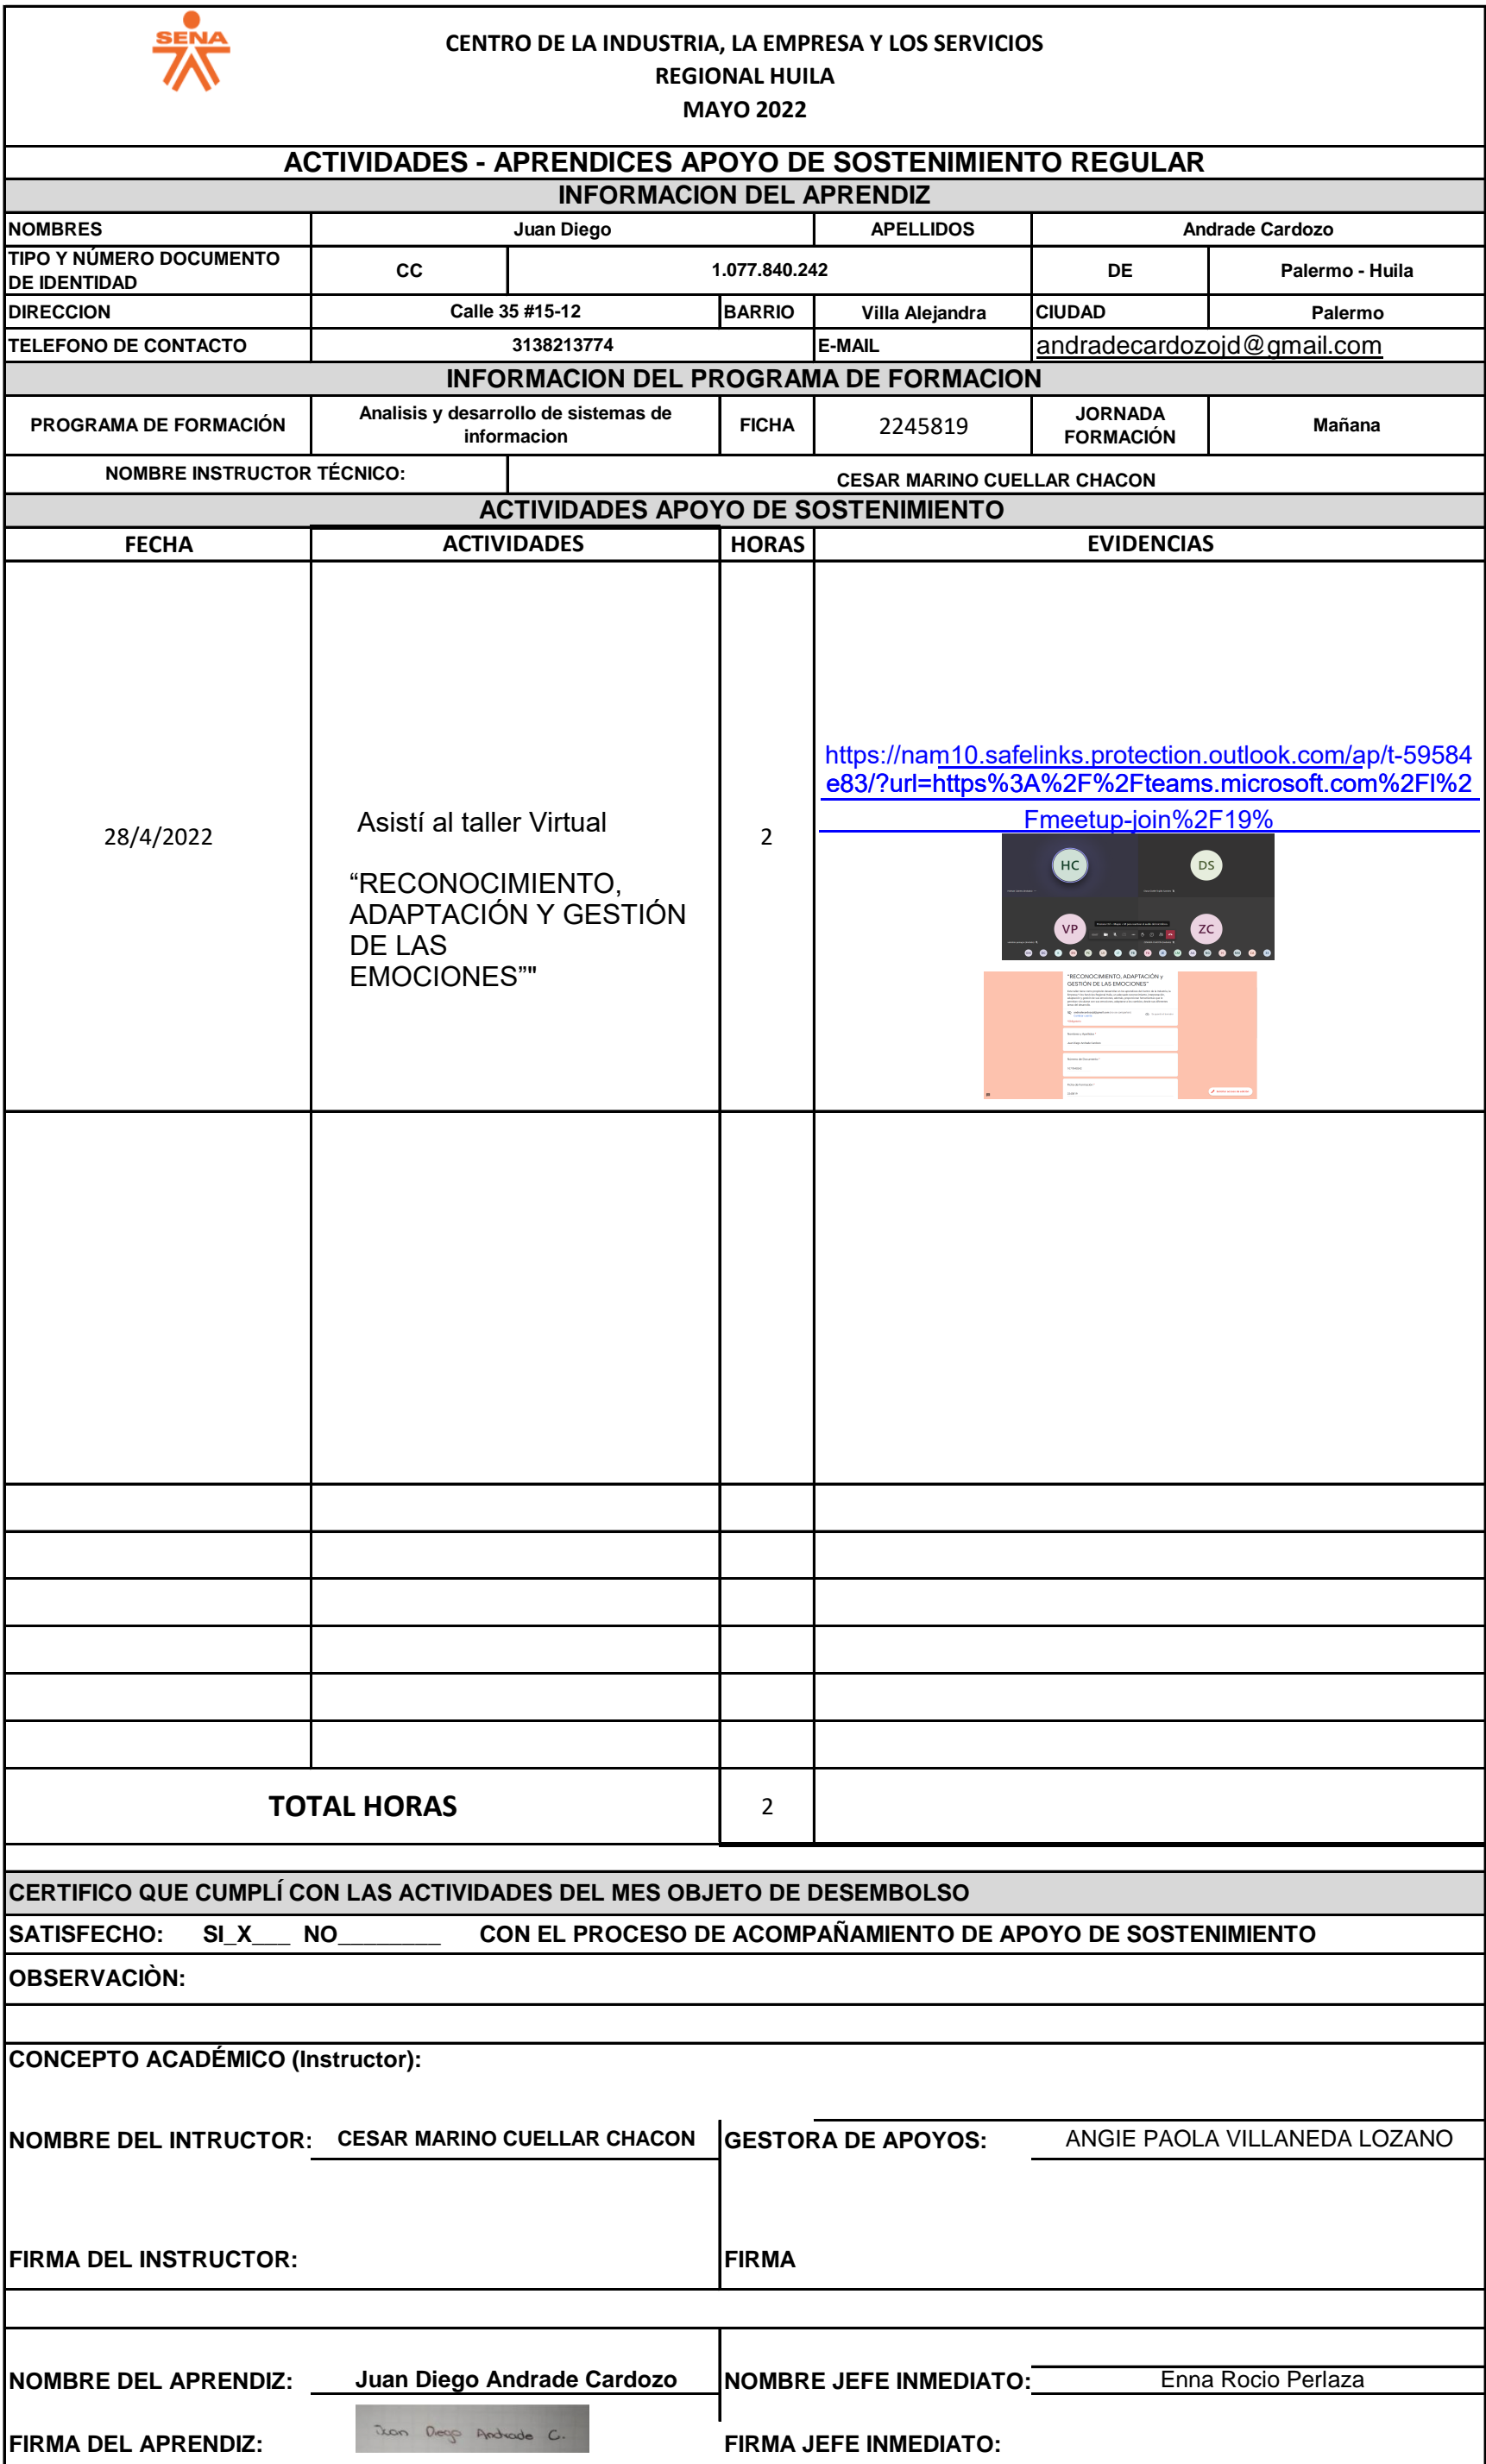 SENA
CENTRO DE LA INDUSTRIA, LA EMPRESA Y LOS SERVICIOS
REGIONAL HUILA
MAYO 2022
ACTIVIDADES - APRENDICES APOYO DE SOSTENIMIENTO REGULAR
INFORMACION DEL APRENDIZ
NOMBRES Juan Diego APELLIDOS Andrade Cardozo
TIPO Y NÚMERO DOCUMENTO
DE IDENTIDAD CC 1.077.840.242 DE Palermo - Huila
DIRECCION Calle 35 #15-12 BARRIO Villa Alejandra CIUDAD Palermo
TELEFONO DE CONTACTO 3138213774 E-MAIL andradecardozojd@gmail.com
INFORMACION DEL PROGRAMA DE FORMACION
PROGRAMA DE FORMACIÓN Analisis y desarrollo de sistemas de
informacion FICHA 2245819 JORNADA
FORMACIÓN Mañana
NOMBRE INSTRUCTOR TÉCNICO: CESAR MARINO CUELLAR CHACON
ACTIVIDADES APOYO DE SOSTENIMIENTO
FECHA ACTIVIDADES HORAS EVIDENCIAS
28/4/2022
Asistí al taller Virtual
“RECONOCIMIENTO,
ADAPTACIÓN Y GESTIÓN
DE LAS
EMOCIONES”"
2
https://nam10.safelinks.protection.outlook.com/ap/t-59584
e83/?url=https%3A%2F%2Fteams.microsoft.com%2Fl%2
Fmeetup-join%2F19%
HC
DS
VP
ZC
"RECONOCIMIENTO, ADAPTACIÓN y
GESTIÓN DE LAS EMOCIONES"
TOTAL HORAS 2
CERTIFICO QUE CUMPLÍ CON LAS ACTIVIDADES DEL MES OBJETO DE DESEMBOLSO
SATISFECHO: SI_X___ NO________ CON EL PROCESO DE ACOMPAÑAMIENTO DE APOYO DE SOSTENIMIENTO
OBSERVACIÒN:
CONCEPTO ACADÉMICO (Instructor):
NOMBRE DEL INTRUCTOR: CESAR MARINO CUELLAR CHACON GESTORA DE APOYOS: ANGIE PAOLA VILLANEDA LOZANO
FIRMA DEL INSTRUCTOR: FIRMA
NOMBRE DEL APRENDIZ: Juan Diego Andrade Cardozo NOMBRE JEFE INMEDIATO: Enna Rocio Perlaza
Juan Diego Andrade C.
FIRMA DEL APRENDIZ: FIRMA JEFE INMEDIATO: